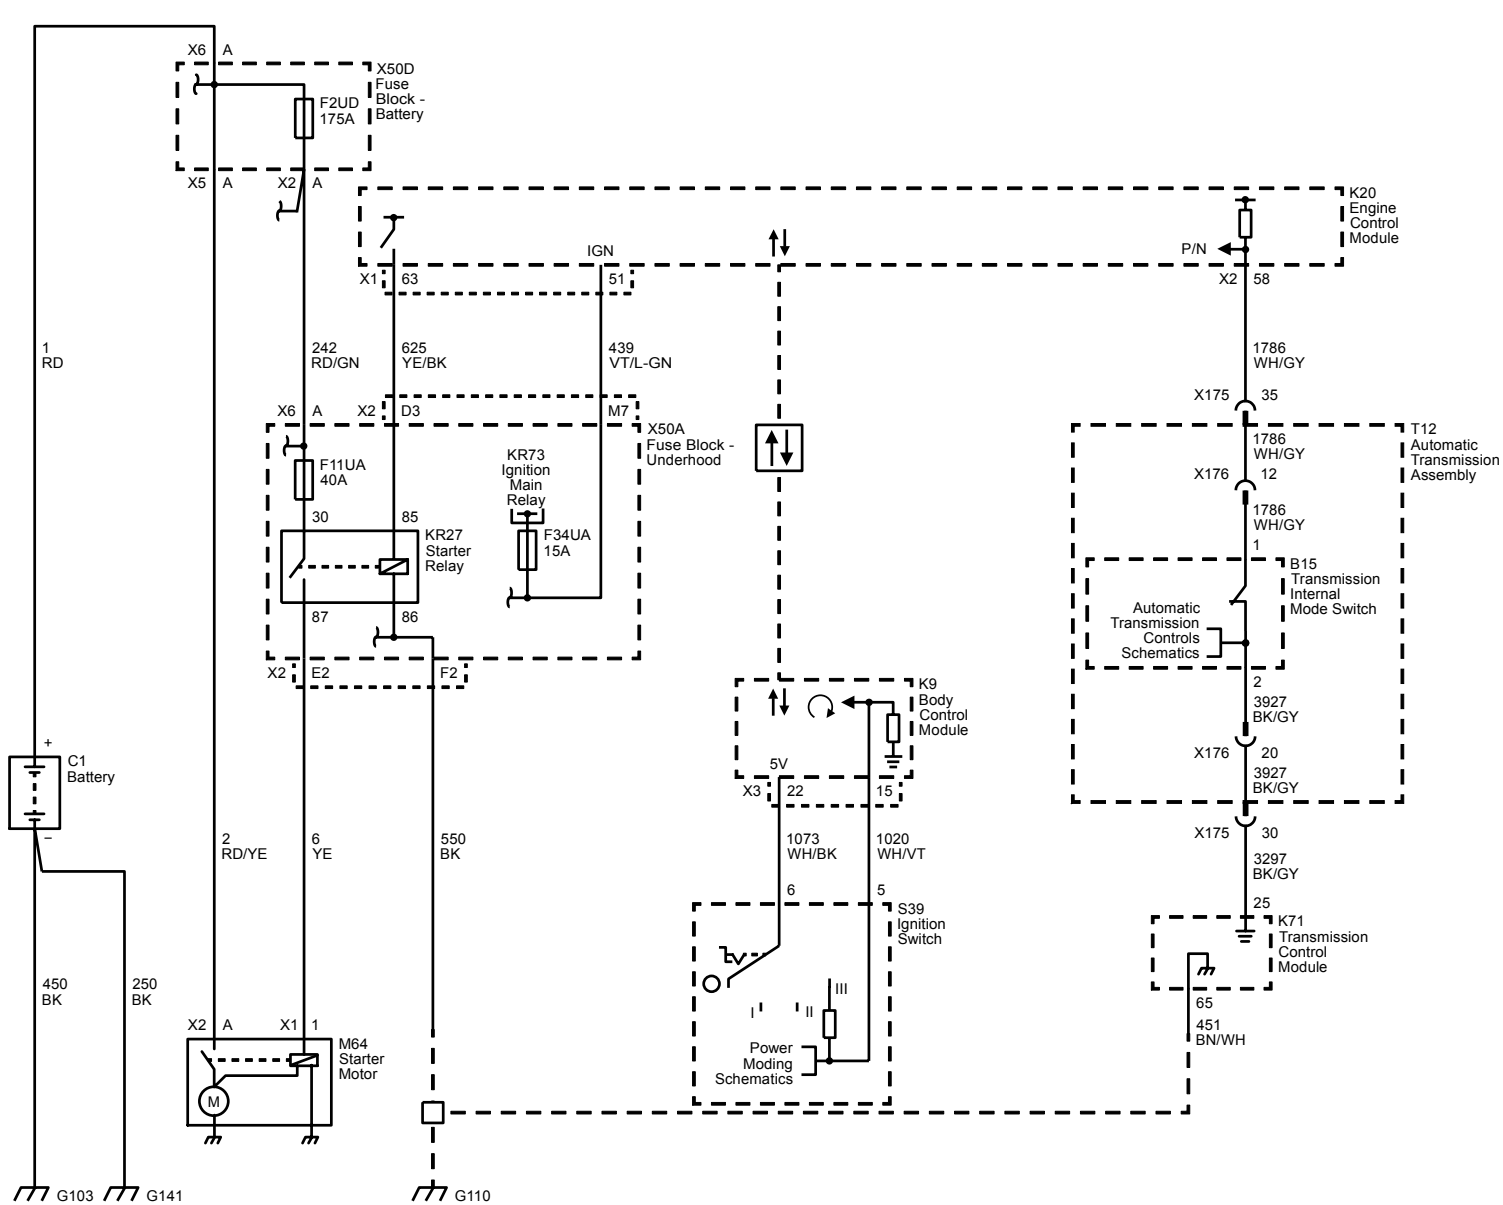 X6 A
X50D
Fuse
Block -
Battery
F2UD
175A
X5 A
X2 A
K20
Engine
Control
Module
P/N
IGN
X1 63
51
X2 58
1
RD
242
RD/GN
625
YE/BK
439
VT/L-GN
1786
WH/GY
X175 35
X6 A
X2 D3
M7
X50A
Fuse Block -
Underhood
T12
Automatic
Transmission
Assembly
1786
WH/GY
X176 12
KR73
Ignition
Main
Relay
F11UA
40A
1786
WH/GY
30
85
KR27
Starter
Relay
F34UA
15A
1
B15
Transmission
Internal
Mode Switch
Automatic
Transmission
Controls
Schematics
87
86
X2 E2
F2
2
K9
Body
Control
Module
3927
BK/GY
+
C1
Battery
–
5V
X176 20
3927
BK/GY
X3 22
15
X175 30
2
RD/YE
6
YE
550
BK
1073
WH/BK
1020
WH/VT
3297
BK/GY
6
5
25
S39
Ignition
Switch
K71
Transmission
Control
Module
450
BK
250
BK
III
I
II
65
451
BN/WH
X2 A
X1 1
M64
Starter
Motor
M
Power
Moding
Schematics
G103
G141
G110